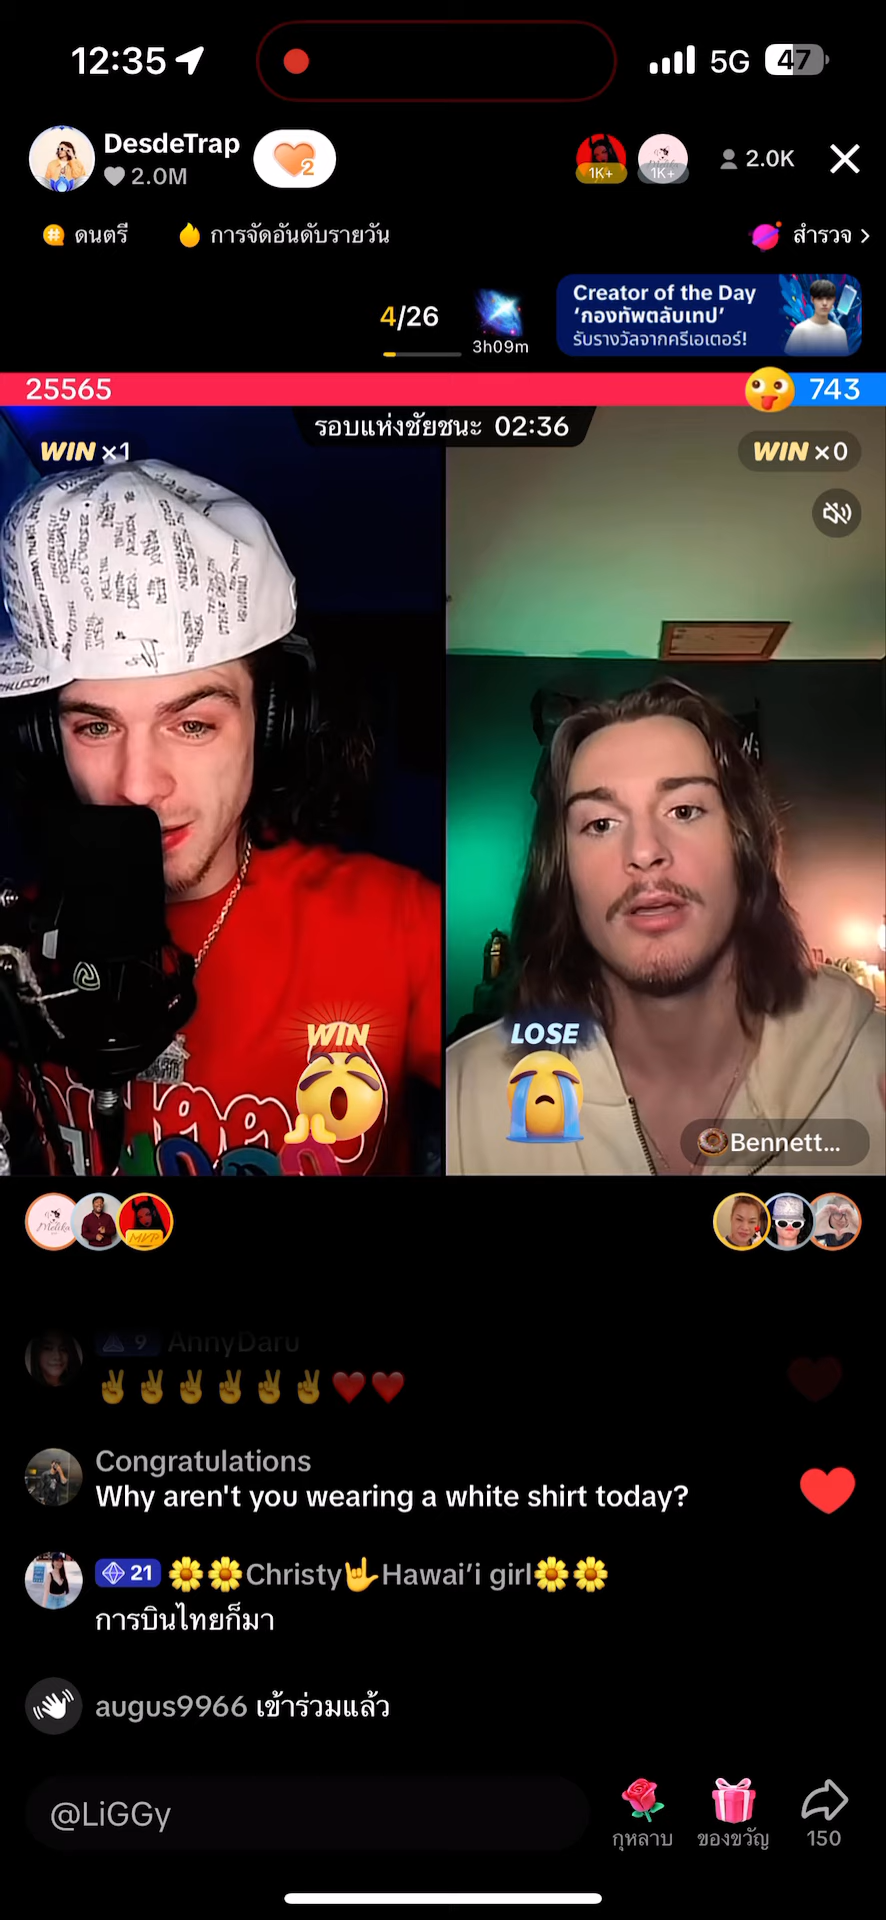 12:35
5G
47
DesdeTrap
2
2.0M
1K+
1K+
2.0K
ดนตรี
การจัดอันดับรายวัน
สำรวจ
4/26
3h09m
Creator of the Day
‘กองทัพตลับเทป’
รับรางวัลจากครีเอเตอร์!
25565
743
รอบแห่งชัยชนะ 02:36
WIN ×1
WIN ×0
WIN
LOSE
Bennett...
Melika
MVP
9 AnnyDaru
✌✌✌✌✌✌❤❤
Congratulations
Why aren't you wearing a white shirt today?
21 🌼🌼Christy🤟Hawai’i girl🌼🌼
การบินไทยก็มา
augus9966 เข้าร่วมแล้ว
@LiGGy
กุหลาบ
ของขวัญ
150